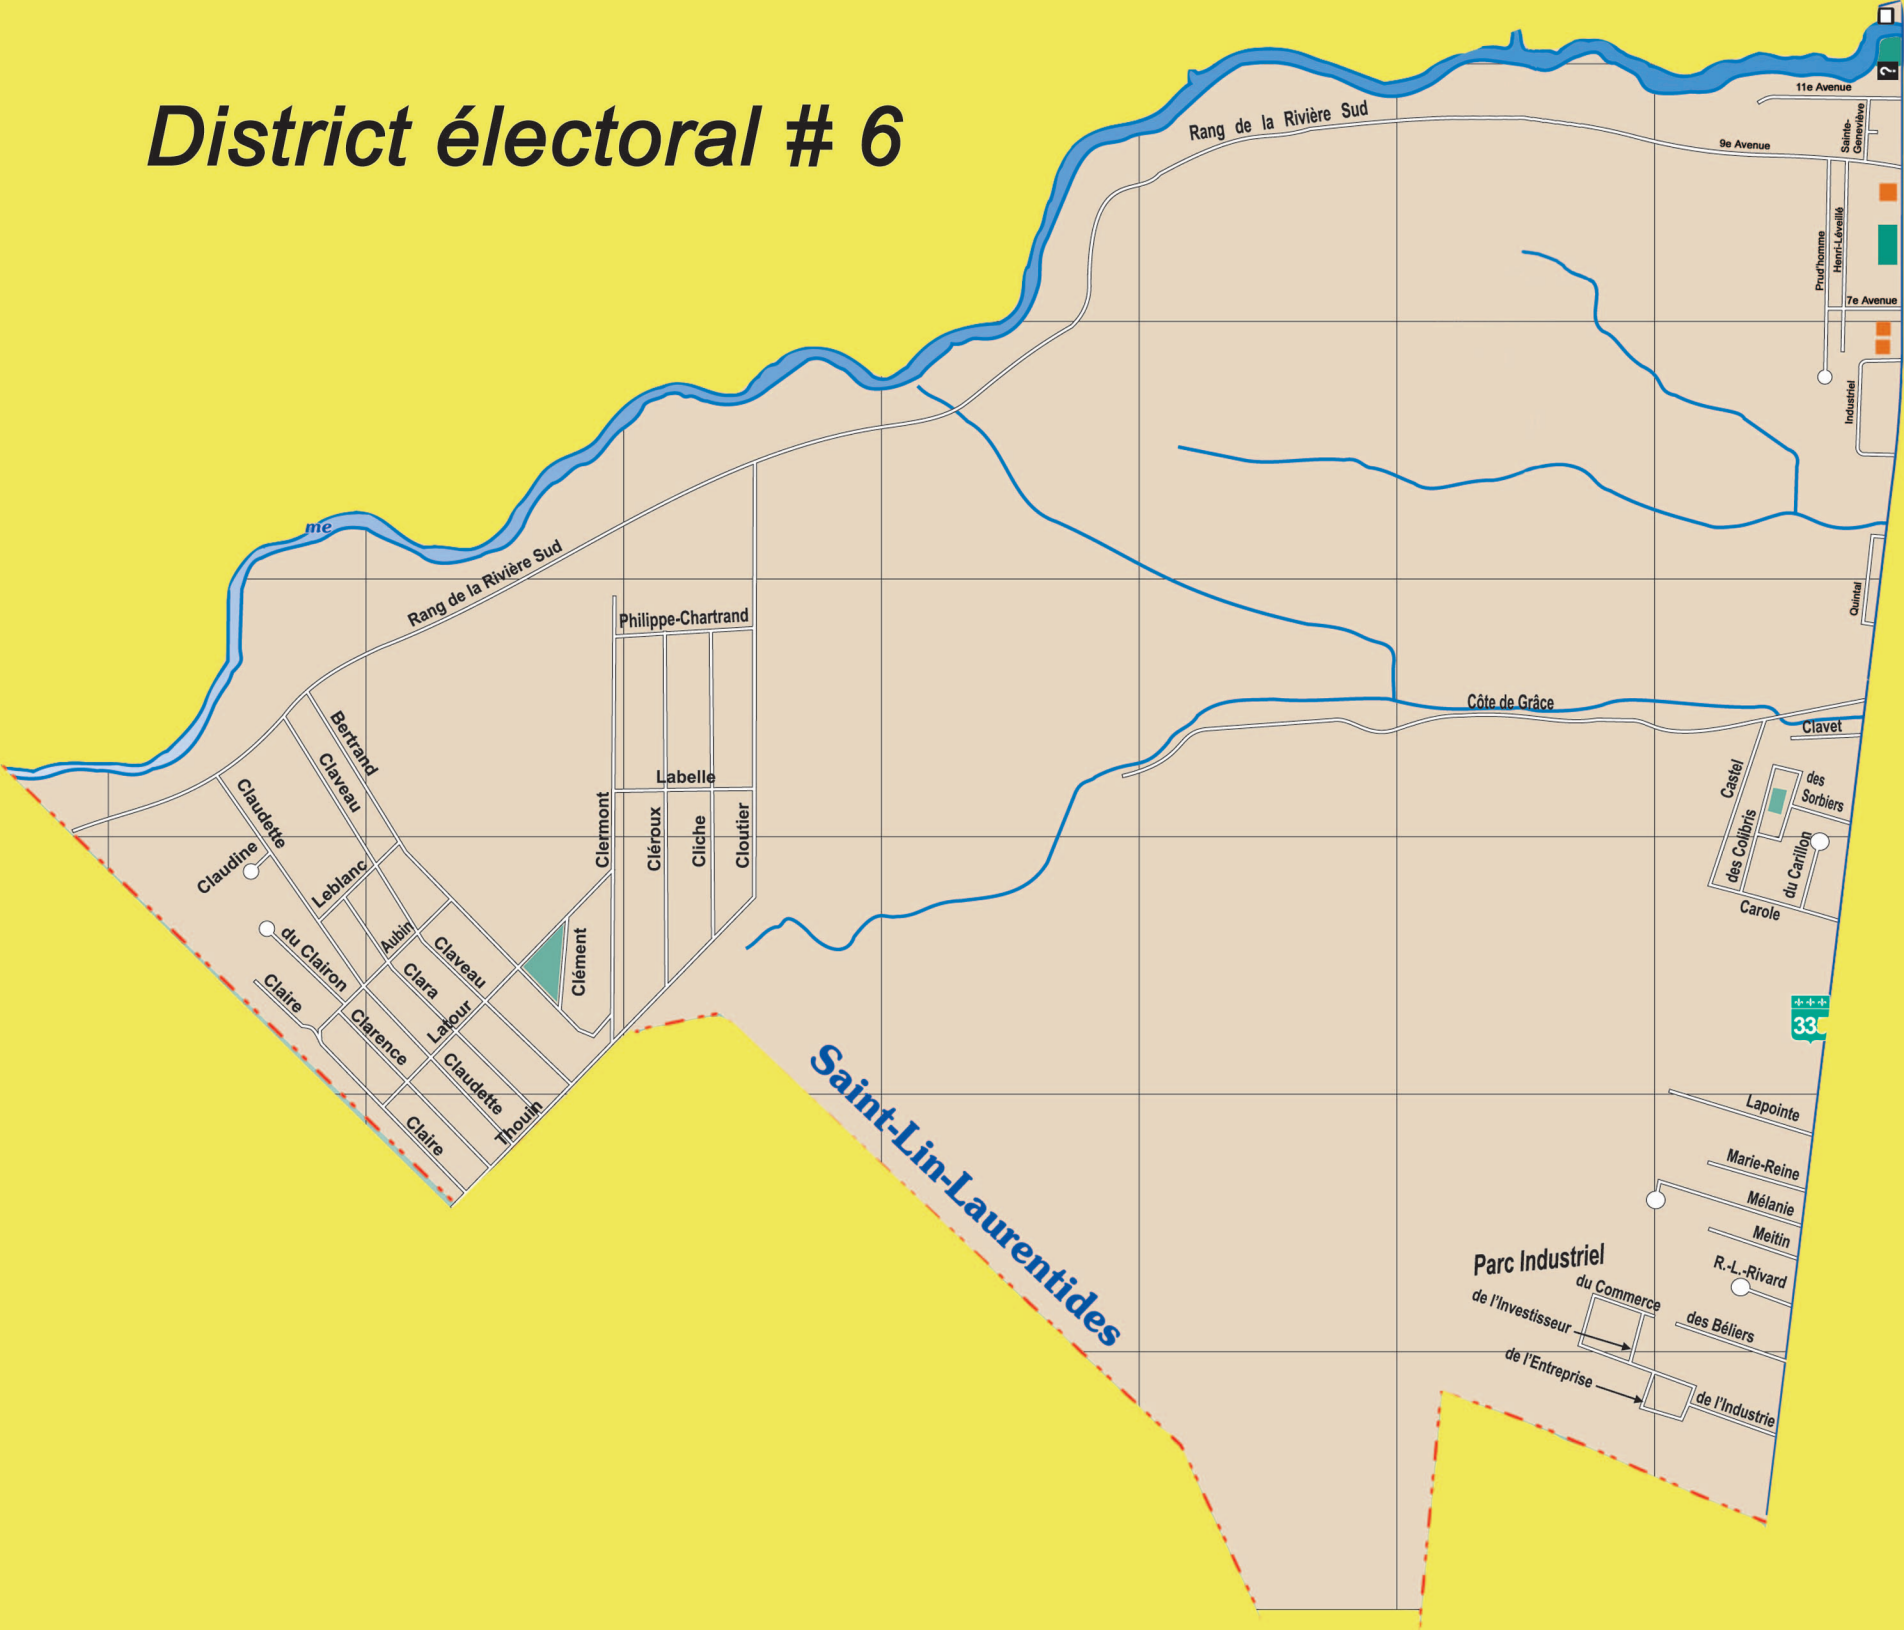 District électoral # 6
11e Avenue
Rang de la Rivière Sud
Sainte-
Geneviève
9e Avenue
Prud'homme
Henri-Léveillé
7e Avenue
Industriel
me
Rang de la Rivière Sud
Quintal
Philippe-Chartrand
Côte de Grâce
Clavet
Bertrand
Claveau
Labelle
Castel
des
Sorbiers
Claudette
Clermont
Cléroux
Cliche
Cloutier
des Colibris
du Carillon
Claudine
Leblanc
Carole
Aubin
du Clairon
Claveau
Clara
Clément
Claire
Clarence
Latour
335
Claudette
Thouin
Claire
Saint-Lin-Laurentides
Lapointe
Marie-Reine
Mélanie
Meitin
Parc Industriel
R.-L.-Rivard
du Commerce
de l'Investisseur
des Béliers
de l'Entreprise
de l'Industrie
?